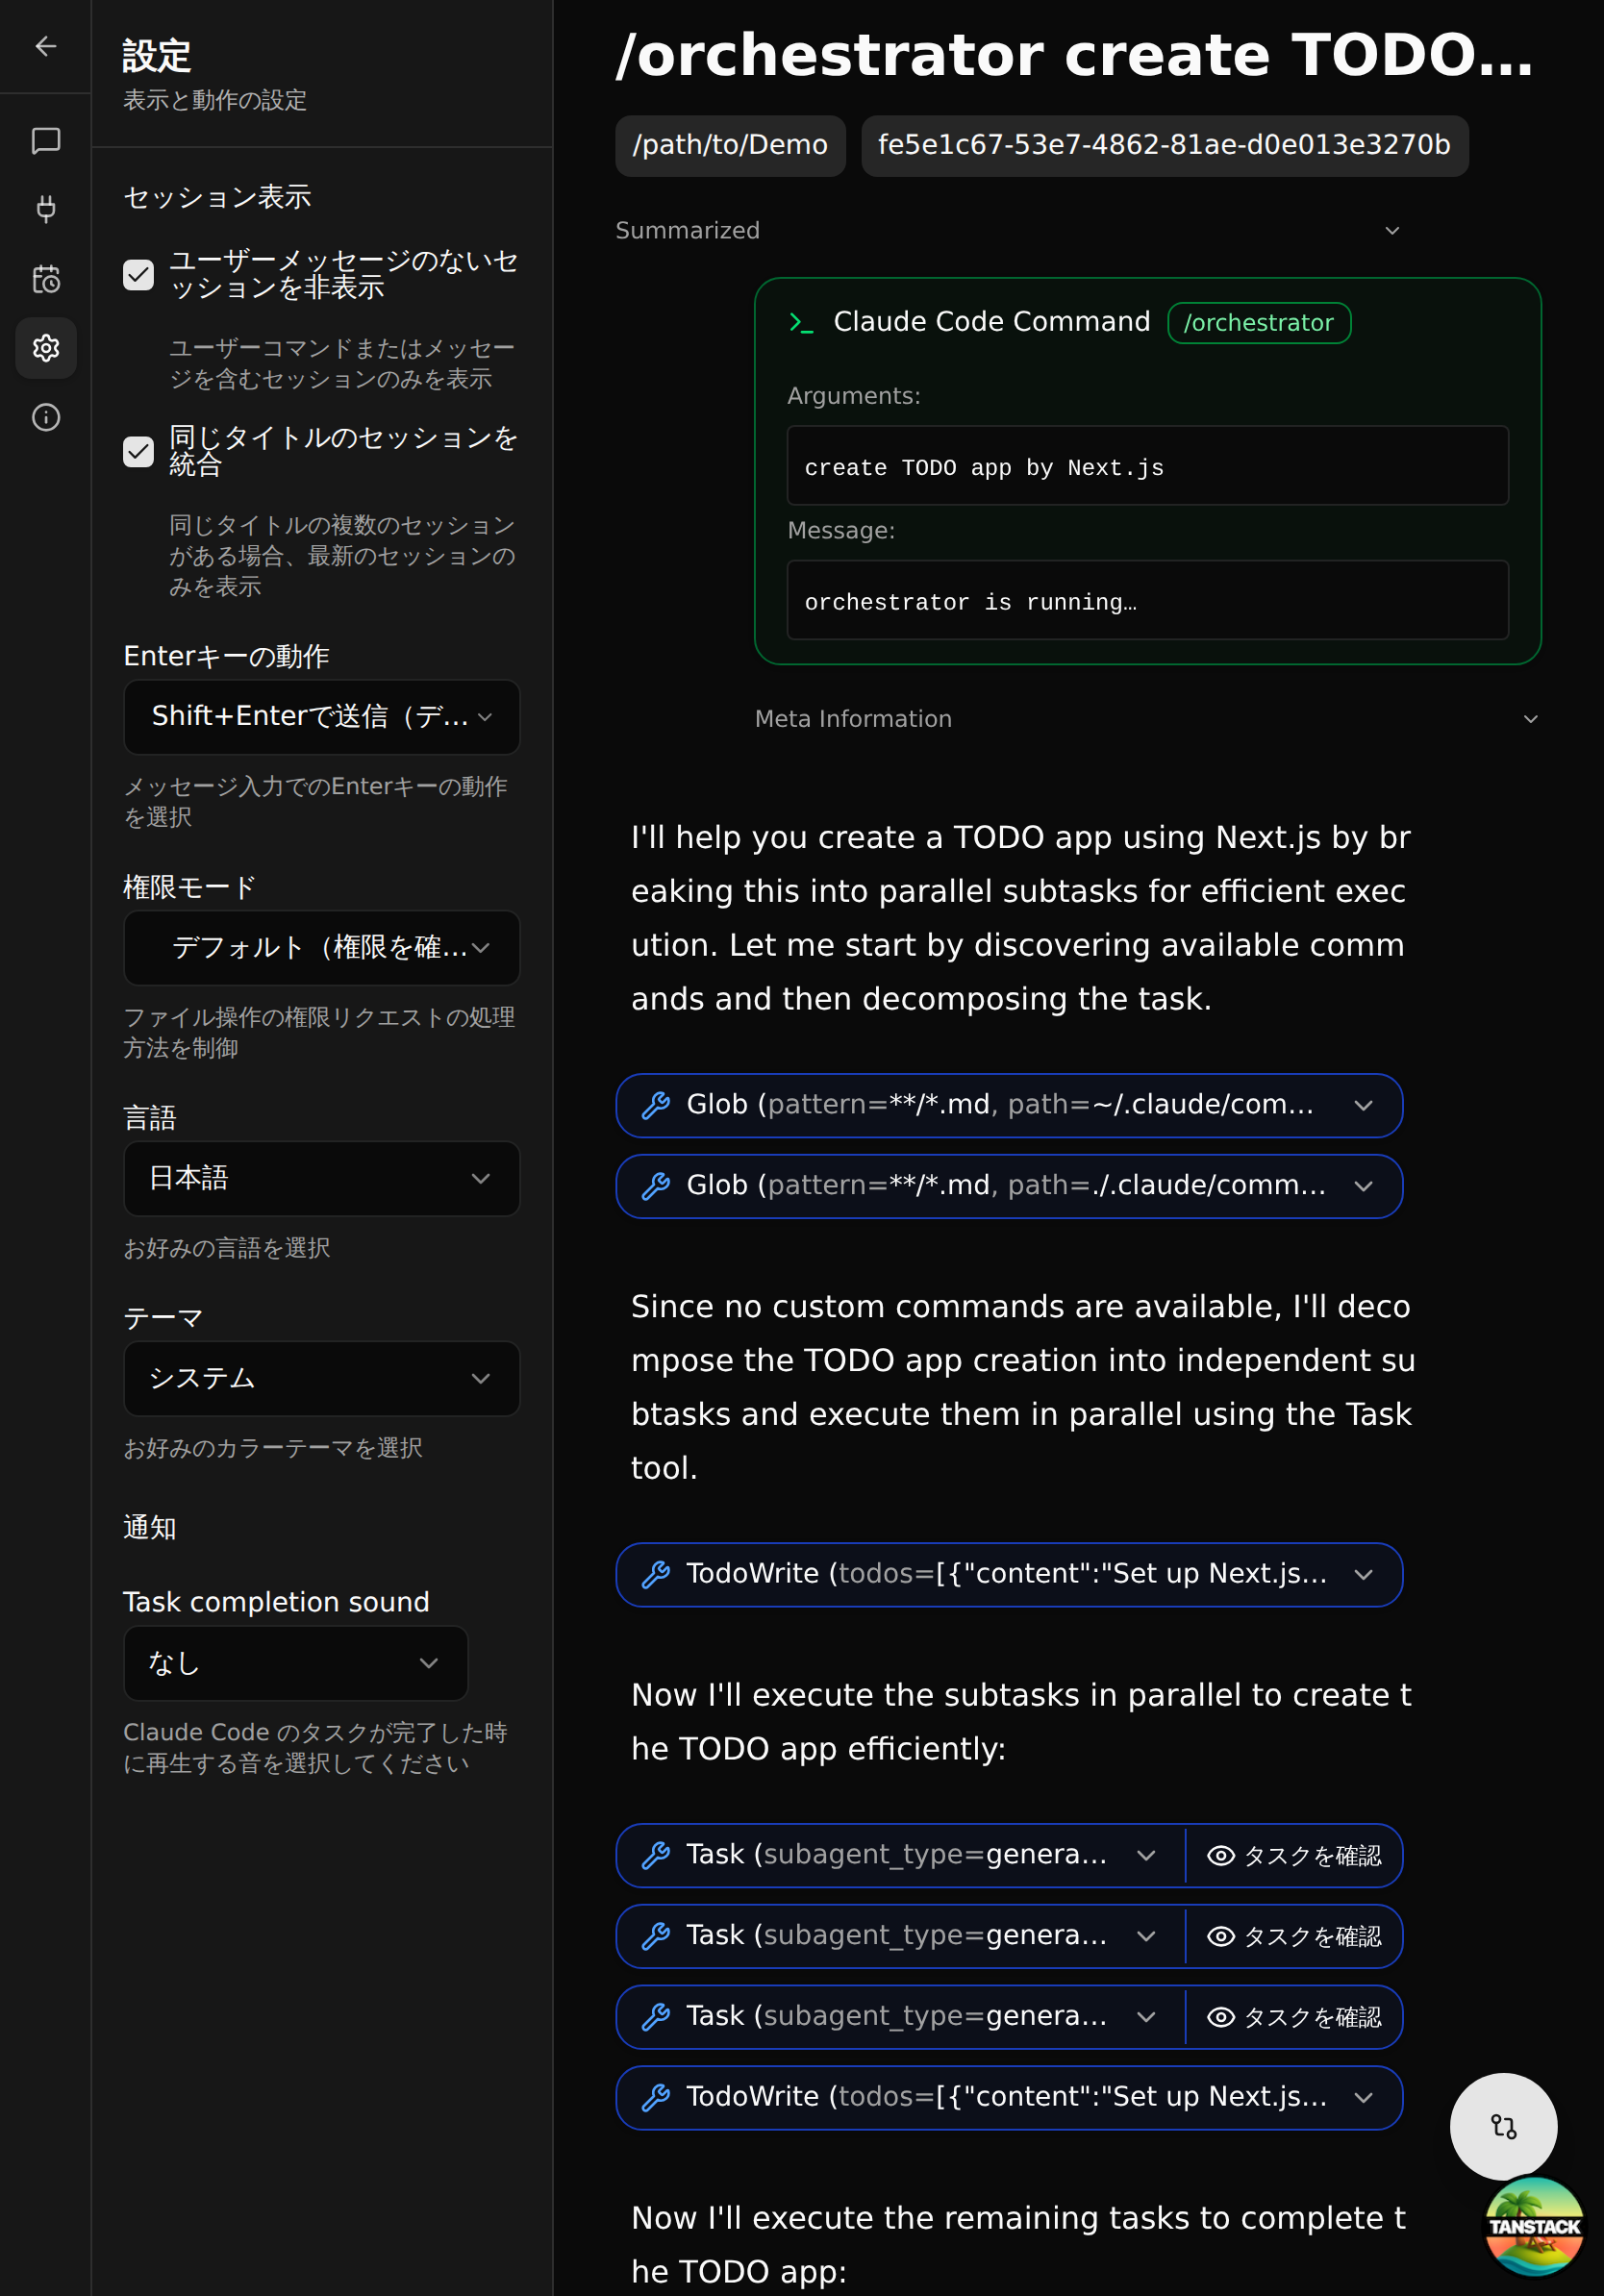 設定
表示と動作の設定
セッション表示
ユーザーメッセージのないセ
ッションを非表示
ユーザーコマンドまたはメッセー
ジを含むセッションのみを表示
同じタイトルのセッションを
統合
同じタイトルの複数のセッション
がある場合、最新のセッションの
みを表示
Enterキーの動作
Shift+Enterで送信（デ…
メッセージ入力でのEnterキーの動作
を選択
権限モード
デフォルト（権限を確…
ファイル操作の権限リクエストの処理
方法を制御
言語
日本語
お好みの言語を選択
テーマ
システム
お好みのカラーテーマを選択
通知
Task completion sound
なし
Claude Code のタスクが完了した時
に再生する音を選択してください
/orchestrator create TODO…
/path/to/Demo
fe5e1c67-53e7-4862-81ae-d0e013e3270b
Summarized
Claude Code Command
/orchestrator
Arguments:
create TODO app by Next.js
Message:
orchestrator is running…
Meta Information
I'll help you create a TODO app using Next.js by br
eaking this into parallel subtasks for efficient exec
ution. Let me start by discovering available comm
ands and then decomposing the task.
Glob (pattern=**/*.md, path=~/.claude/com…
Glob (pattern=**/*.md, path=./.claude/comm…
Since no custom commands are available, I'll deco
mpose the TODO app creation into independent su
btasks and execute them in parallel using the Task
tool.
TodoWrite (todos=[{"content":"Set up Next.js…
Now I'll execute the subtasks in parallel to create t
he TODO app efficiently:
Task (subagent_type=genera…
タスクを確認
Task (subagent_type=genera…
タスクを確認
Task (subagent_type=genera…
タスクを確認
TodoWrite (todos=[{"content":"Set up Next.js…
Now I'll execute the remaining tasks to complete t
he TODO app:
TANSTACK